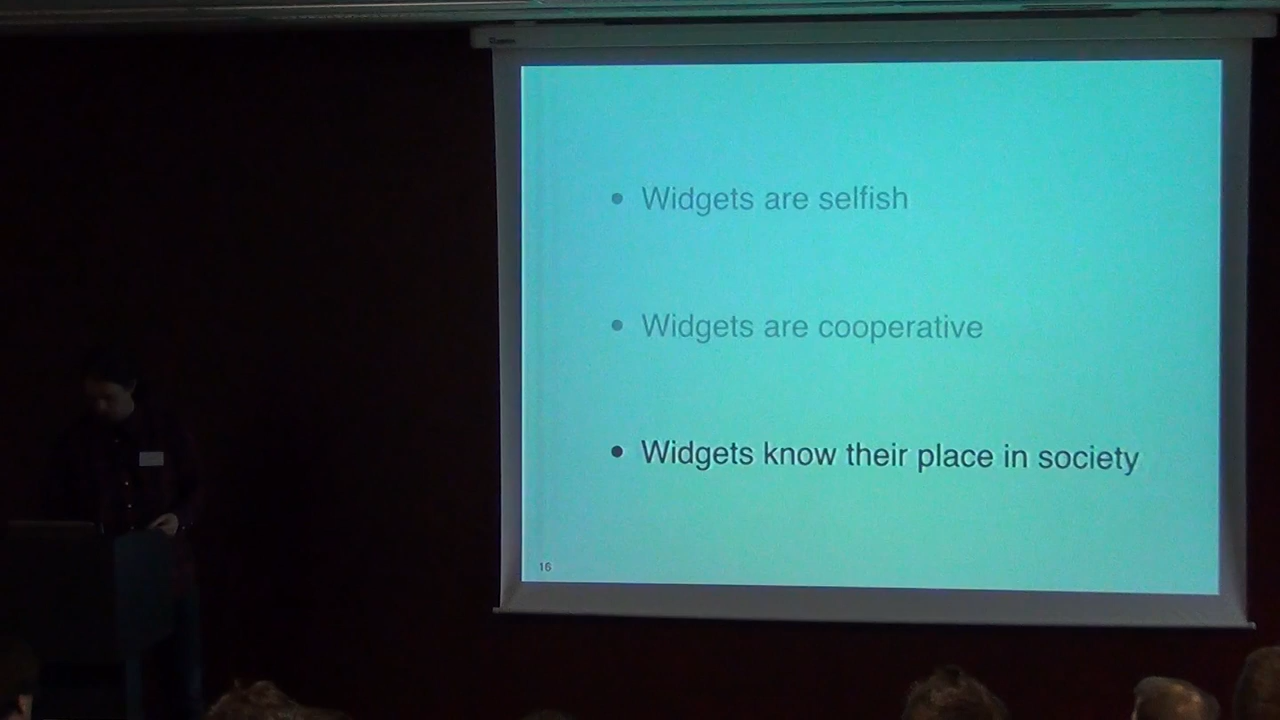 • Widgets are selfish
• Widgets are cooperative
• Widgets know their place in society
16